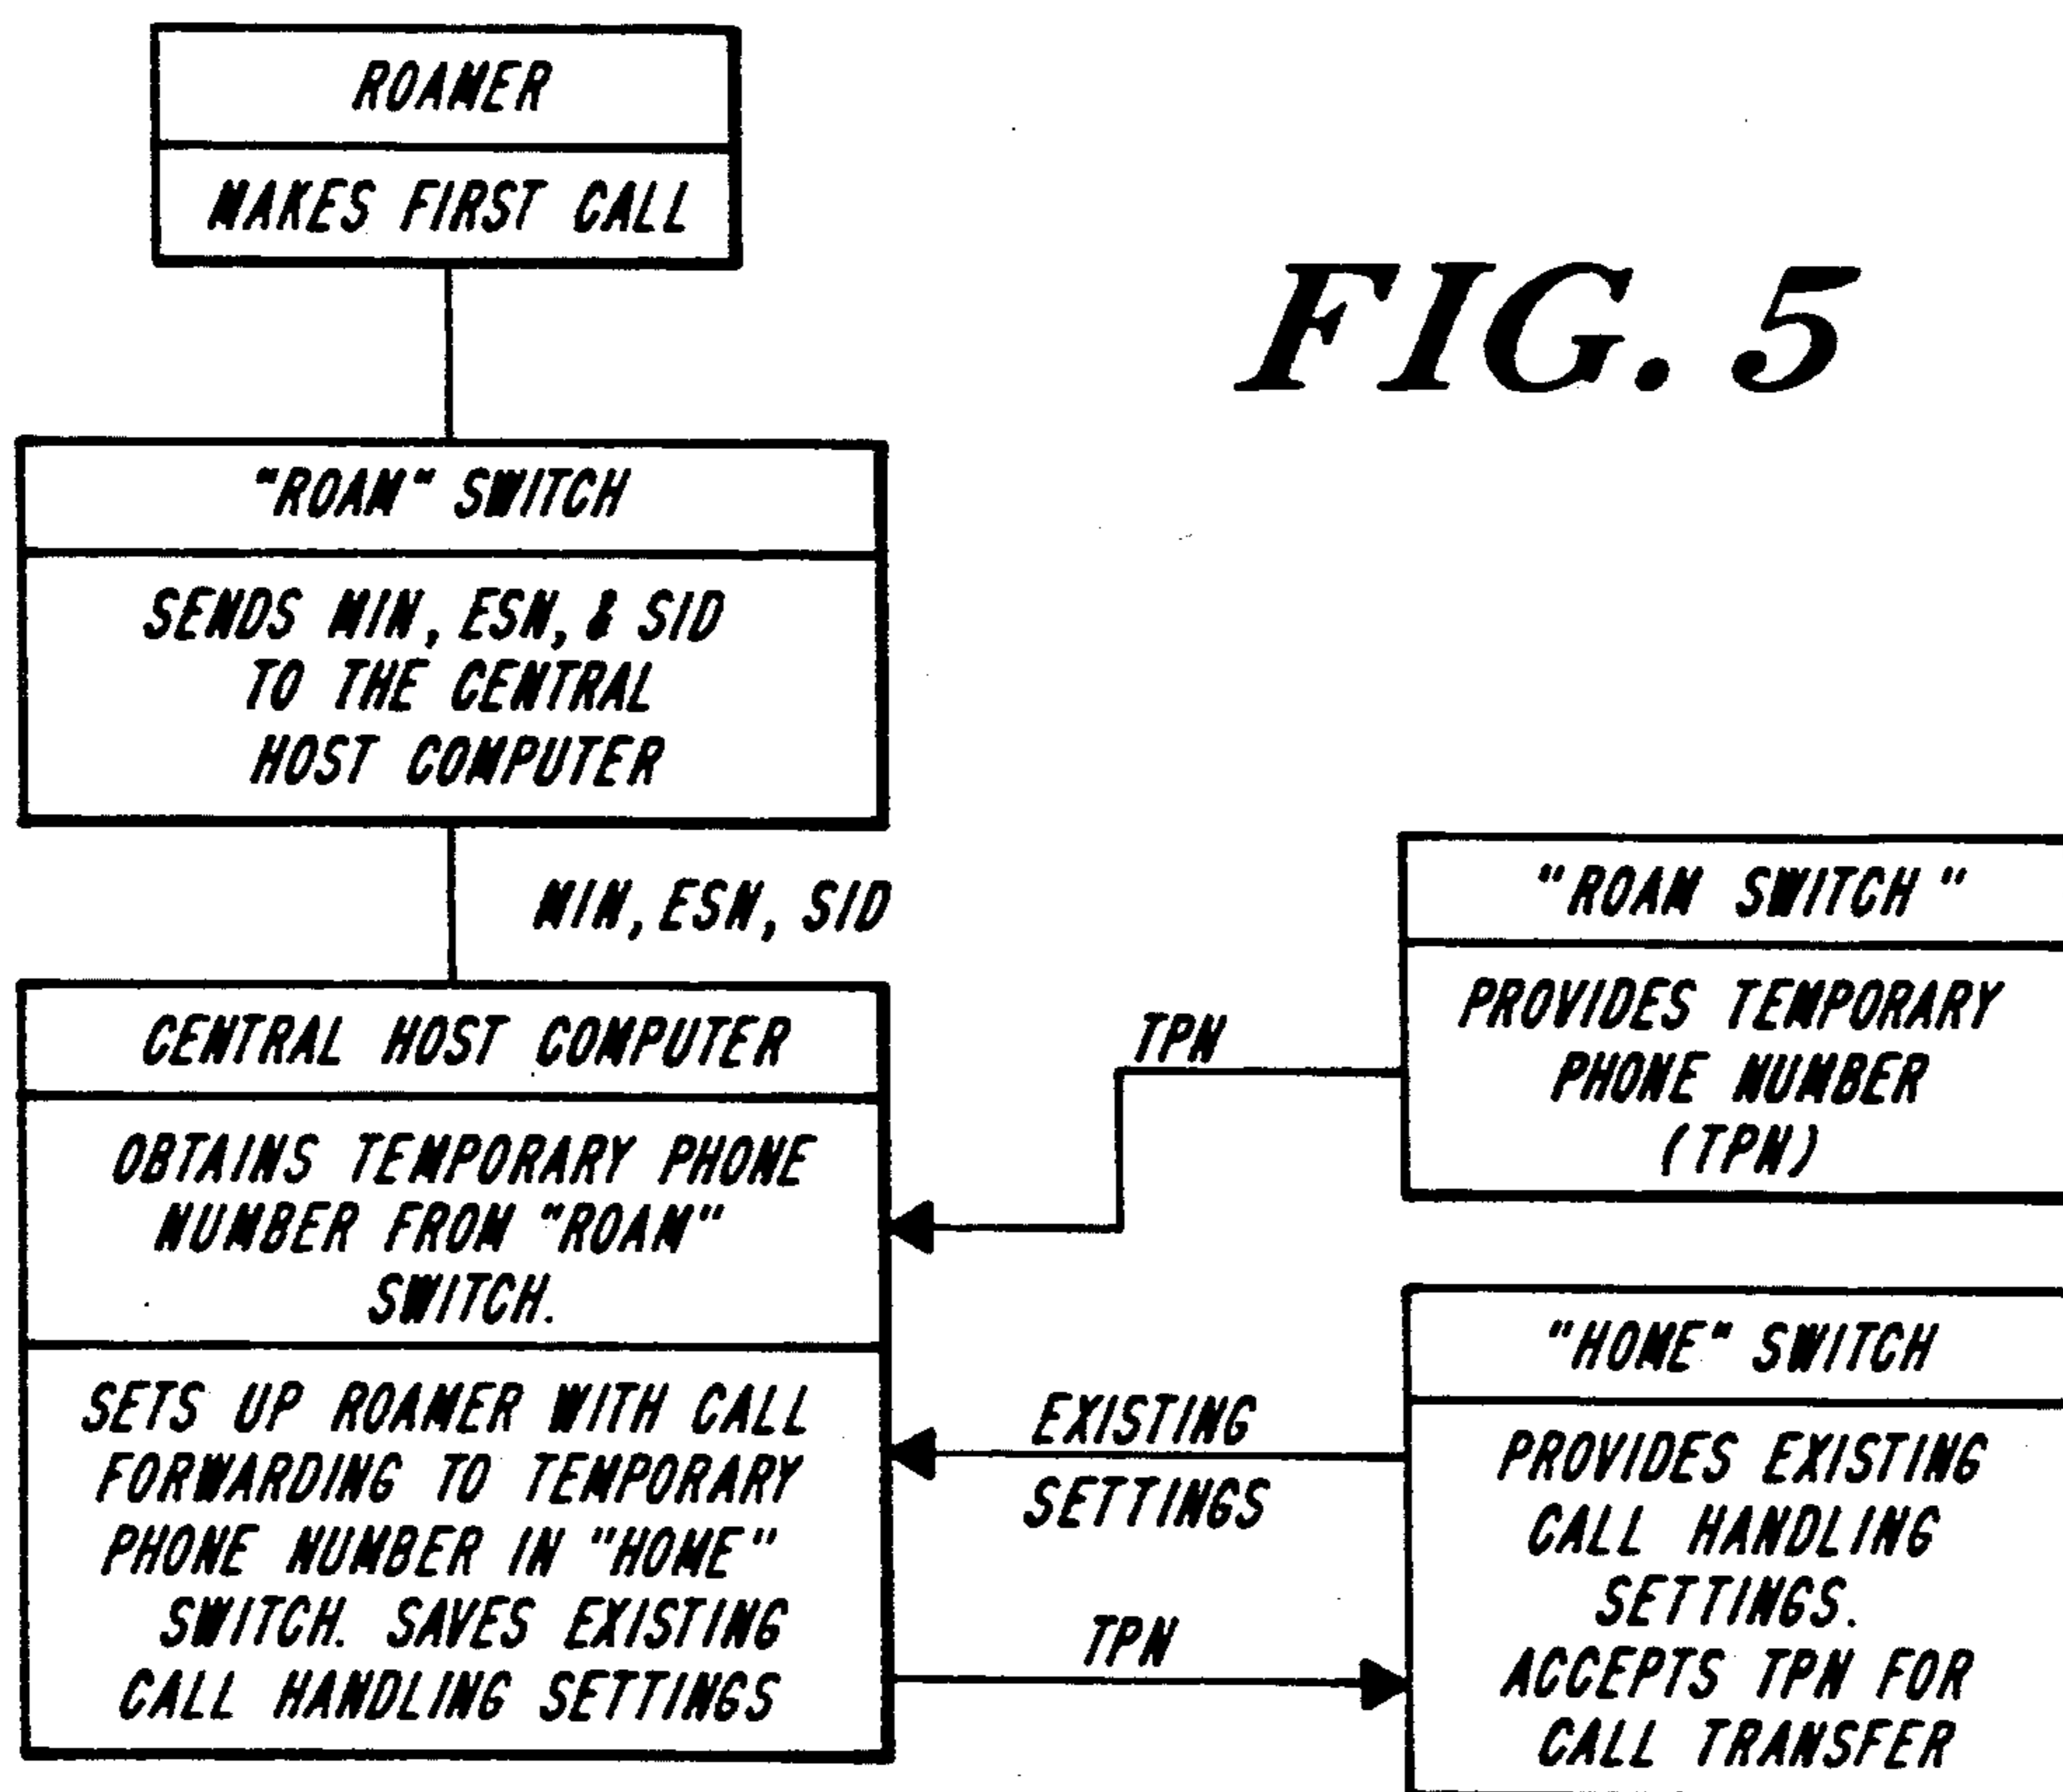 ROAMER
MAKES FIRST CALL
FIG. 5
"ROAM" SWITCH
SENDS MIN, ESN, & SID
TO THE CENTRAL
HOST COMPUTER
MIN, ESN, SID
CENTRAL HOST COMPUTER
OBTAINS TEMPORARY PHONE
NUMBER FROM "ROAM"
SWITCH.
SETS UP ROAMER WITH CALL
FORWARDING TO TEMPORARY
PHONE NUMBER IN "HOME"
SWITCH. SAVES EXISTING
CALL HANDLING SETTINGS
TPN
"ROAM SWITCH"
PROVIDES TEMPORARY
PHONE NUMBER
(TPN)
EXISTING
SETTINGS
TPN
"HOME" SWITCH
PROVIDES EXISTING
CALL HANDLING
SETTINGS.
ACCEPTS TPN FOR
CALL TRANSFER